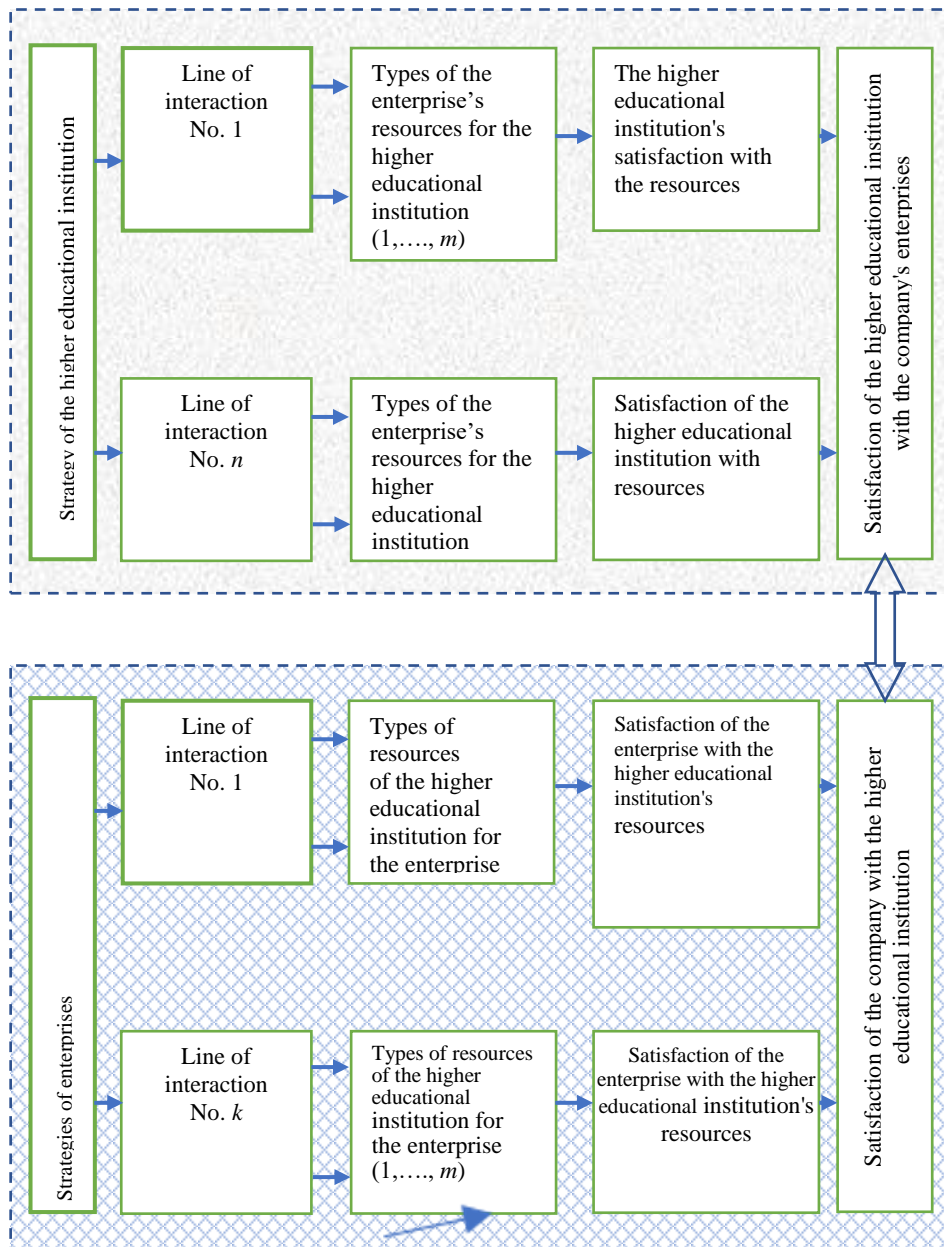 Strategy of the higher educational institution
Line of
interaction
No. 1
Types of the
enterprise’s
resources for the
higher
educational
institution
(1,…., m)
The higher
educational
institution's
satisfaction with
the resources
Satisfaction of the higher educational institution
with the company's enterprises
Line of
interaction
No. n
Types of the
enterprise’s
resources for the
higher
educational
institution
Satisfaction of the
higher educational
institution with
resources
Strategies of enterprises
Line of
interaction
No. 1
Types of
resources
of the higher
educational
institution for
the enterprise
Satisfaction of the
enterprise with the
higher educational
institution's
resources
Satisfaction of the company with the higher
educational institution
Line of
interaction
No. k
Types of resources
of the higher
educational
institution for
the enterprise
(1,…., m)
Satisfaction of the
enterprise with the higher
educational institution's
resources